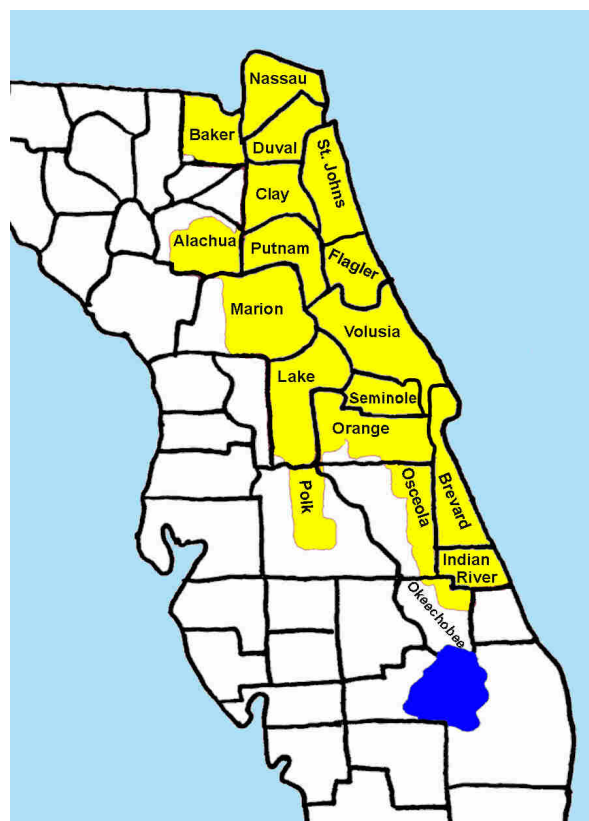 Nassau
Baker
Duval
St. Johns
Clay
Alachua
Putnam
Flagler
Marion
Volusia
Lake
Seminole
Orange
Polk
Osceola
Brevard
Indian
River
Okeechobee